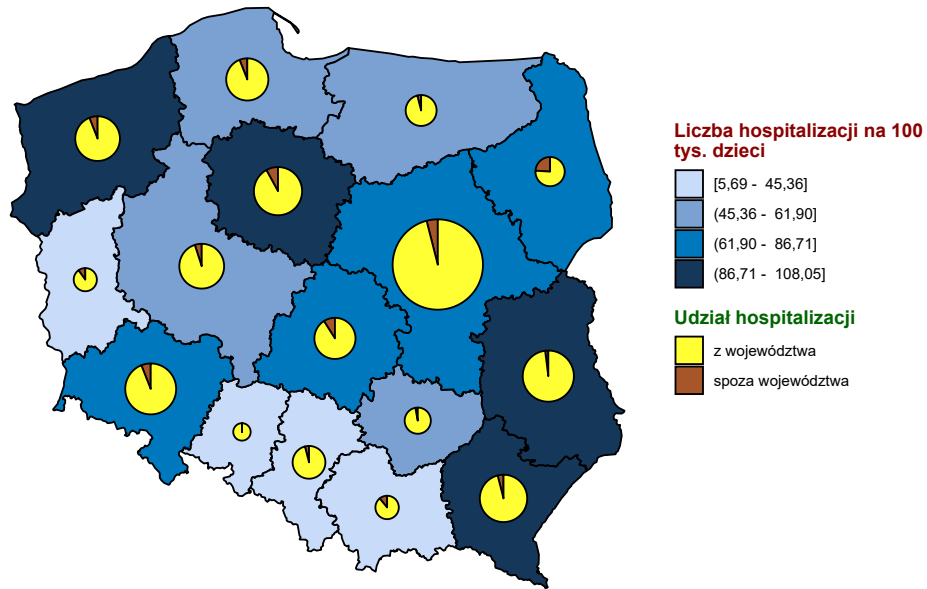 Liczba hospitalizacji na 100
tys. dzieci
[5,69 - 45,36]
(45,36 - 61,90]
(61,90 - 86,71]
(86,71 - 108,05]
Udział hospitalizacji
z województwa
spoza województwa